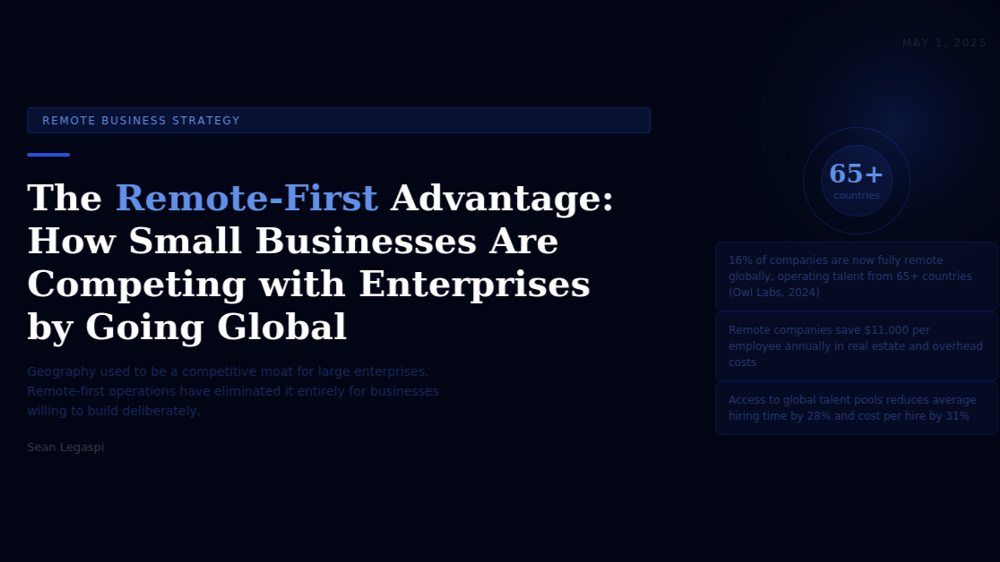 MAY 1, 2025
REMOTE BUSINESS STRATEGY
The Remote-First Advantage:
How Small Businesses Are
Competing with Enterprises
by Going Global
Geography used to be a competitive moat for large enterprises.
Remote-first operations have eliminated it entirely for businesses
willing to build deliberately.
Sean Legaspi
65+
countries
16% of companies are now fully remote
globally, operating talent from 65+ countries
(Owl Labs, 2024)
Remote companies save $11,000 per
employee annually in real estate and overhead
costs
Access to global talent pools reduces average
hiring time by 28% and cost per hire by 31%